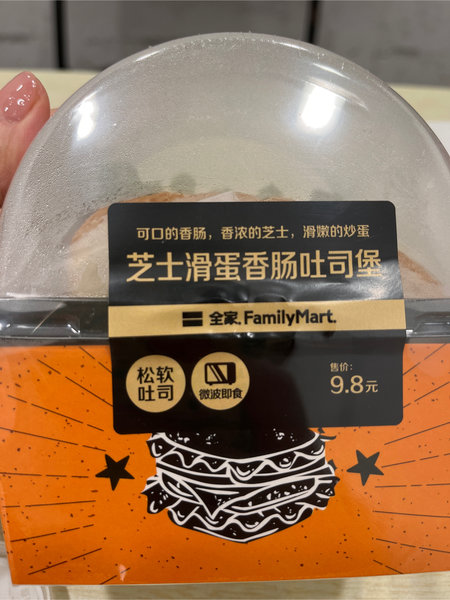 可口的香肠，香浓的芝士，滑嫩的炒蛋
芝士滑蛋香肠吐司堡
全家 FamilyMart.
松软
吐司
微波即食
售价：
9.8元